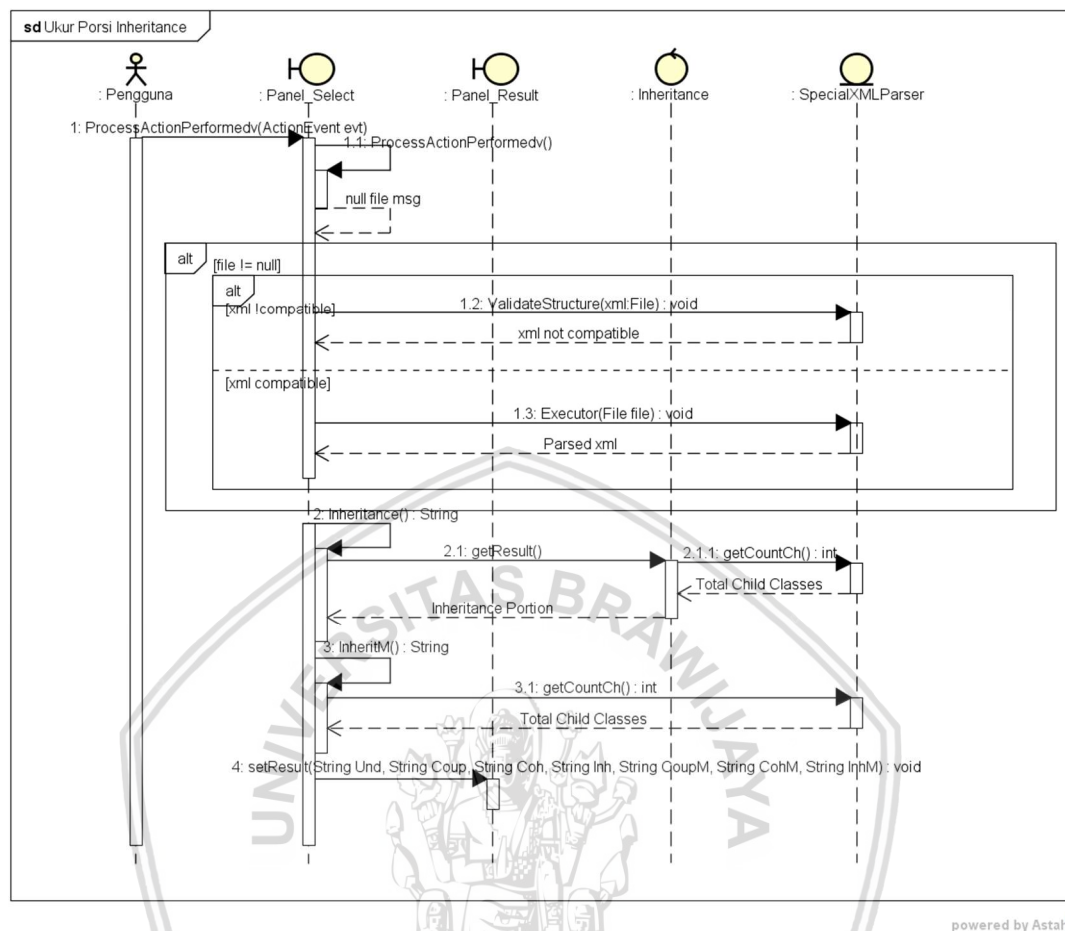 sd Ukur Porsi Inheritance
: Pengguna
: Panel_Select
: Panel_Result
: Inheritance
: SpecialXMLParser
1: ProcessActionPerformedv(ActionEvent evt)
1.1: ProcessActionPerformedv()
null file msg
alt
[file != null]
alt
[xml !compatible]
1.2: ValidateStructure(xml:File) : void
xml not compatible
[xml compatible]
1.3: Executor(File file) : void
Parsed xml
2: Inheritance() : String
2.1: getResult()
2.1.1: getCountCh() : int
Total Child Classes
Inheritance Portion
3: InheritM() : String
3.1: getCountCh() : int
Total Child Classes
4: setResult(String Und, String Coup, String Coh, String Inh, String CoupM, String CohM, String InhM) : void
UNIVERSITAS BRAWIJAYA
powered by Astah